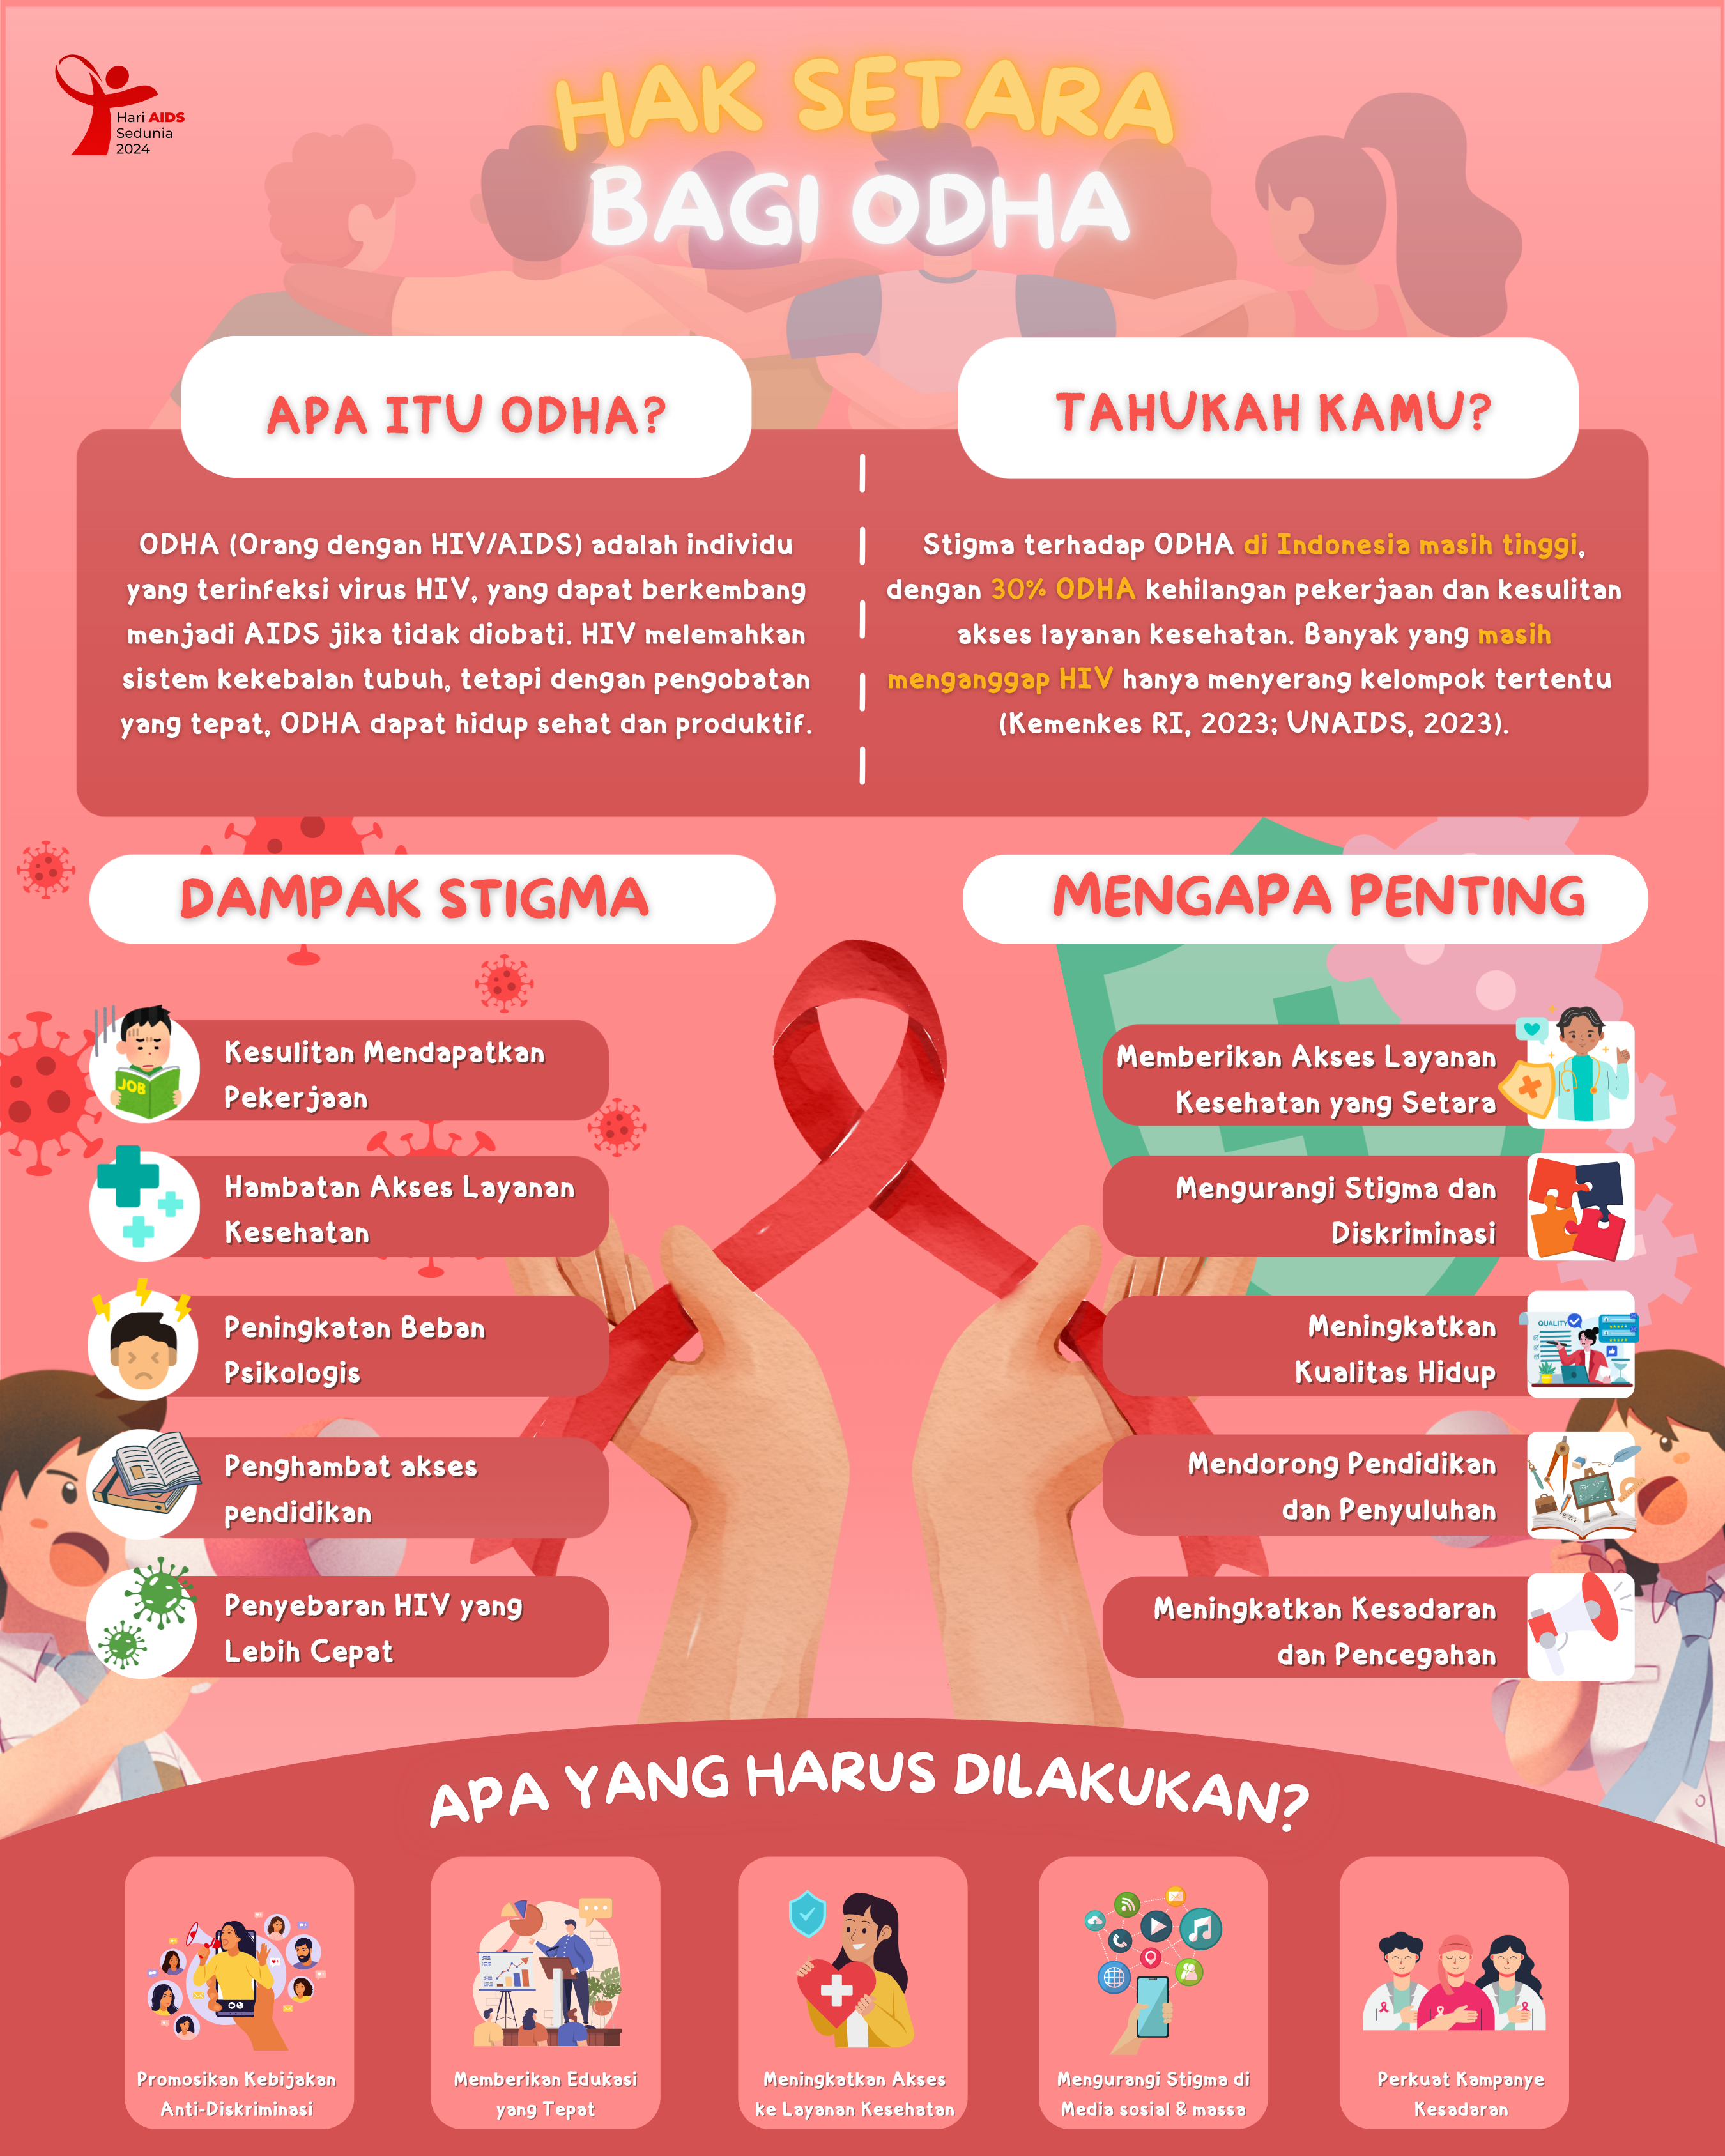 Hari AIDS
Sedunia
2024
HAK SETARA
BAGI ODHA
APA ITU ODHA?
ODHA (Orang dengan HIV/AIDS) adalah individu
yang terinfeksi virus HIV, yang dapat berkembang
menjadi AIDS jika tidak diobati. HIV melemahkan
sistem kekebalan tubuh, tetapi dengan pengobatan
yang tepat, ODHA dapat hidup sehat dan produktif.
TAHUKAH KAMU?
Stigma terhadap ODHA di Indonesia masih tinggi,
dengan 30% ODHA kehilangan pekerjaan dan kesulitan
akses layanan kesehatan. Banyak yang masih
menganggap HIV hanya menyerang kelompok tertentu
(Kemenkes RI, 2023; UNAIDS, 2023).
DAMPAK STIGMA
JOB
Kesulitan Mendapatkan
Pekerjaan
Hambatan Akses Layanan
Kesehatan
Peningkatan Beban
Psikologis
Penghambat akses
pendidikan
Penyebaran HIV yang
Lebih Cepat
MENGAPA PENTING
Memberikan Akses Layanan
Kesehatan yang Setara
Mengurangi Stigma dan
Diskriminasi
Meningkatkan
Kualitas Hidup
QUALITY
Mendorong Pendidikan
dan Penyuluhan
Meningkatkan Kesadaran
dan Pencegahan
APA YANG HARUS DILAKUKAN?
Promosikan Kebijakan
Anti-Diskriminasi
Memberikan Edukasi
yang Tepat
Meningkatkan Akses
ke Layanan Kesehatan
Mengurangi Stigma di
Media sosial & massa
Perkuat Kampanye
Kesadaran